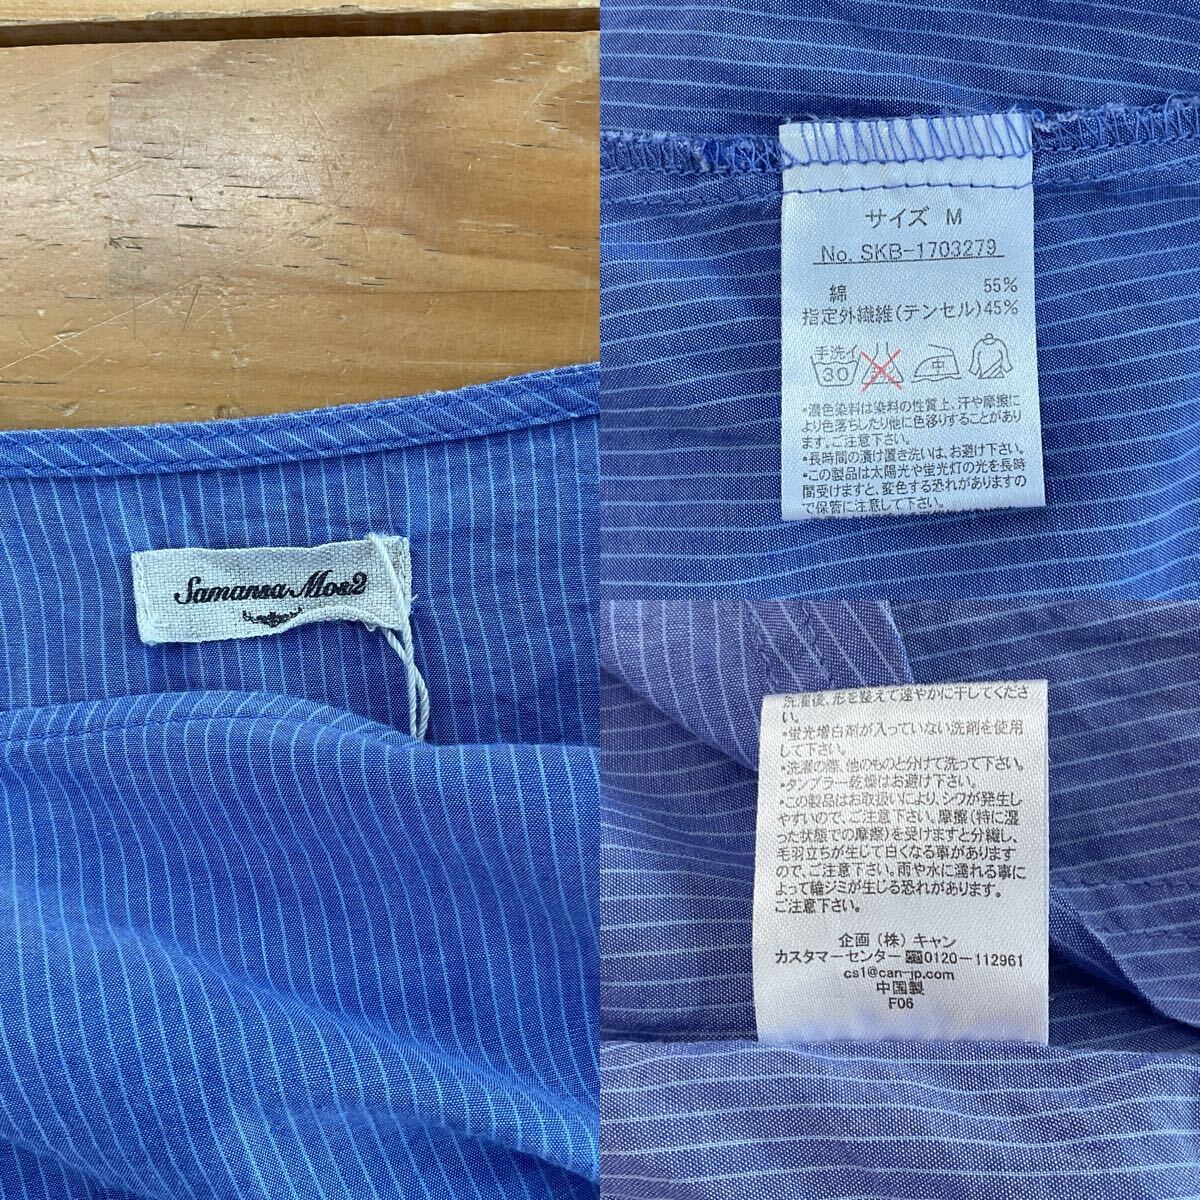 Samansa Mos2
サイズ M
No. SKB-1703279
綿 55%
指定外繊維(テンセル)45%
手洗イ
30
中
・濃色染料は染料の性質上、汗や摩擦に
より色落ちしたり他に色移りすることがあり
ます。ご注意下さい。
・長時間の漬け置き洗いは、お避け下さい。
・この製品は太陽光や蛍光灯の光を長時
間受けますと、変色する恐れがありますの
で保管に注意して下さい。
洗濯後、形を整えて速やかに干してくださ
い。
・蛍光増白剤が入っていない洗剤を使用
して下さい。
・洗濯の際、他のものと分けて洗って下さい。
・タンブラー乾燥はお避け下さい。
・この製品はお取扱いにより、シワが発生し
やすいので、ご注意下さい。摩擦(特に湿
った状態での摩擦)を受けますと分繊し、
毛羽立ちが生じて白くなる事があります
ので、ご注意下さい。雨や水に濡れる事に
よって輪ジミが生じる恐れがあります。
ご注意下さい。
企画(株)キャン
カスタマーセンター 0120-112961
cs1@can-jp.com
中国製
F06